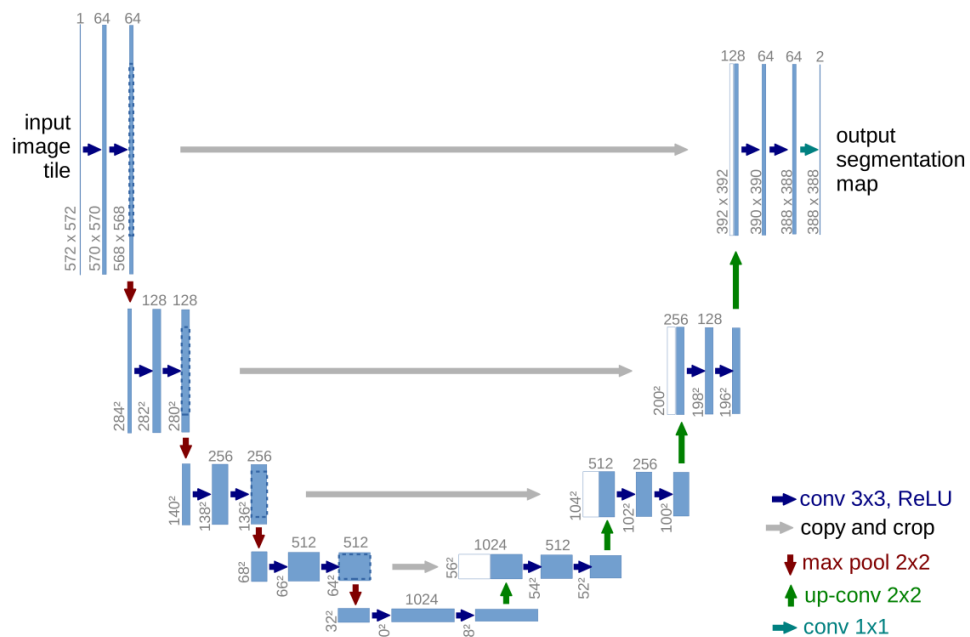 1 64 64
128 64 64 2
input
image
tile
output
segmentation
map
572 x 572
570 x 570
568 x 568
392 x 392
390 x 390
388 x 388
388 x 388
128 128
256 128
284²
282²
280²
200²
198²
196²
256 256
512 256
140²
138²
136²
104²
102²
100²
conv 3x3, ReLU
copy and crop
512 512
1024 512
68²
66²
64²
56²
54²
52²
max pool 2x2
up-conv 2x2
1024
32²
0²
8²
conv 1x1